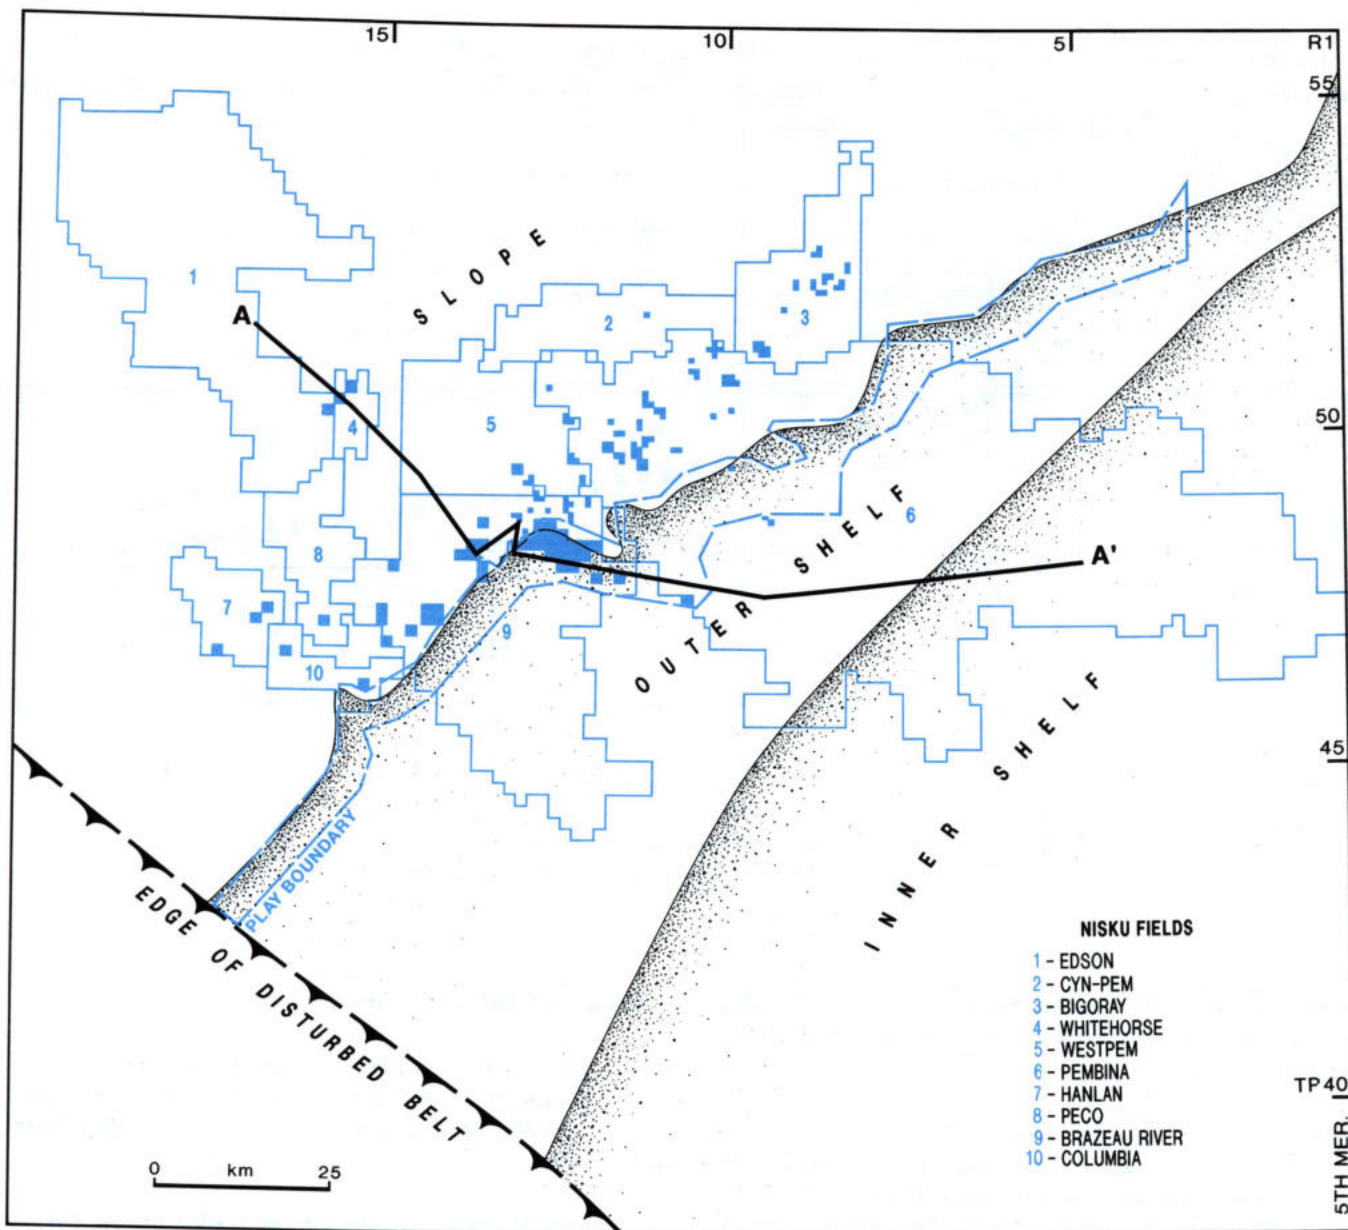 15
10
5
R1
55
SLOPE
1
2
3
A
4
5
50
OUTER SHELF
6
8
A'
7
9
10
INNER SHELF
45
PLAY BOUNDARY
EDGE OF DISTURBED BELT
NISKU FIELDS
1 - EDSON
2 - CYN-PEM
3 - BIGORAY
4 - WHITEHORSE
5 - WESTPEM
6 - PEMBINA
7 - HANLAN
8 - PECO
9 - BRAZEAU RIVER
10 - COLUMBIA
TP 40
5TH MER.
0 km 25